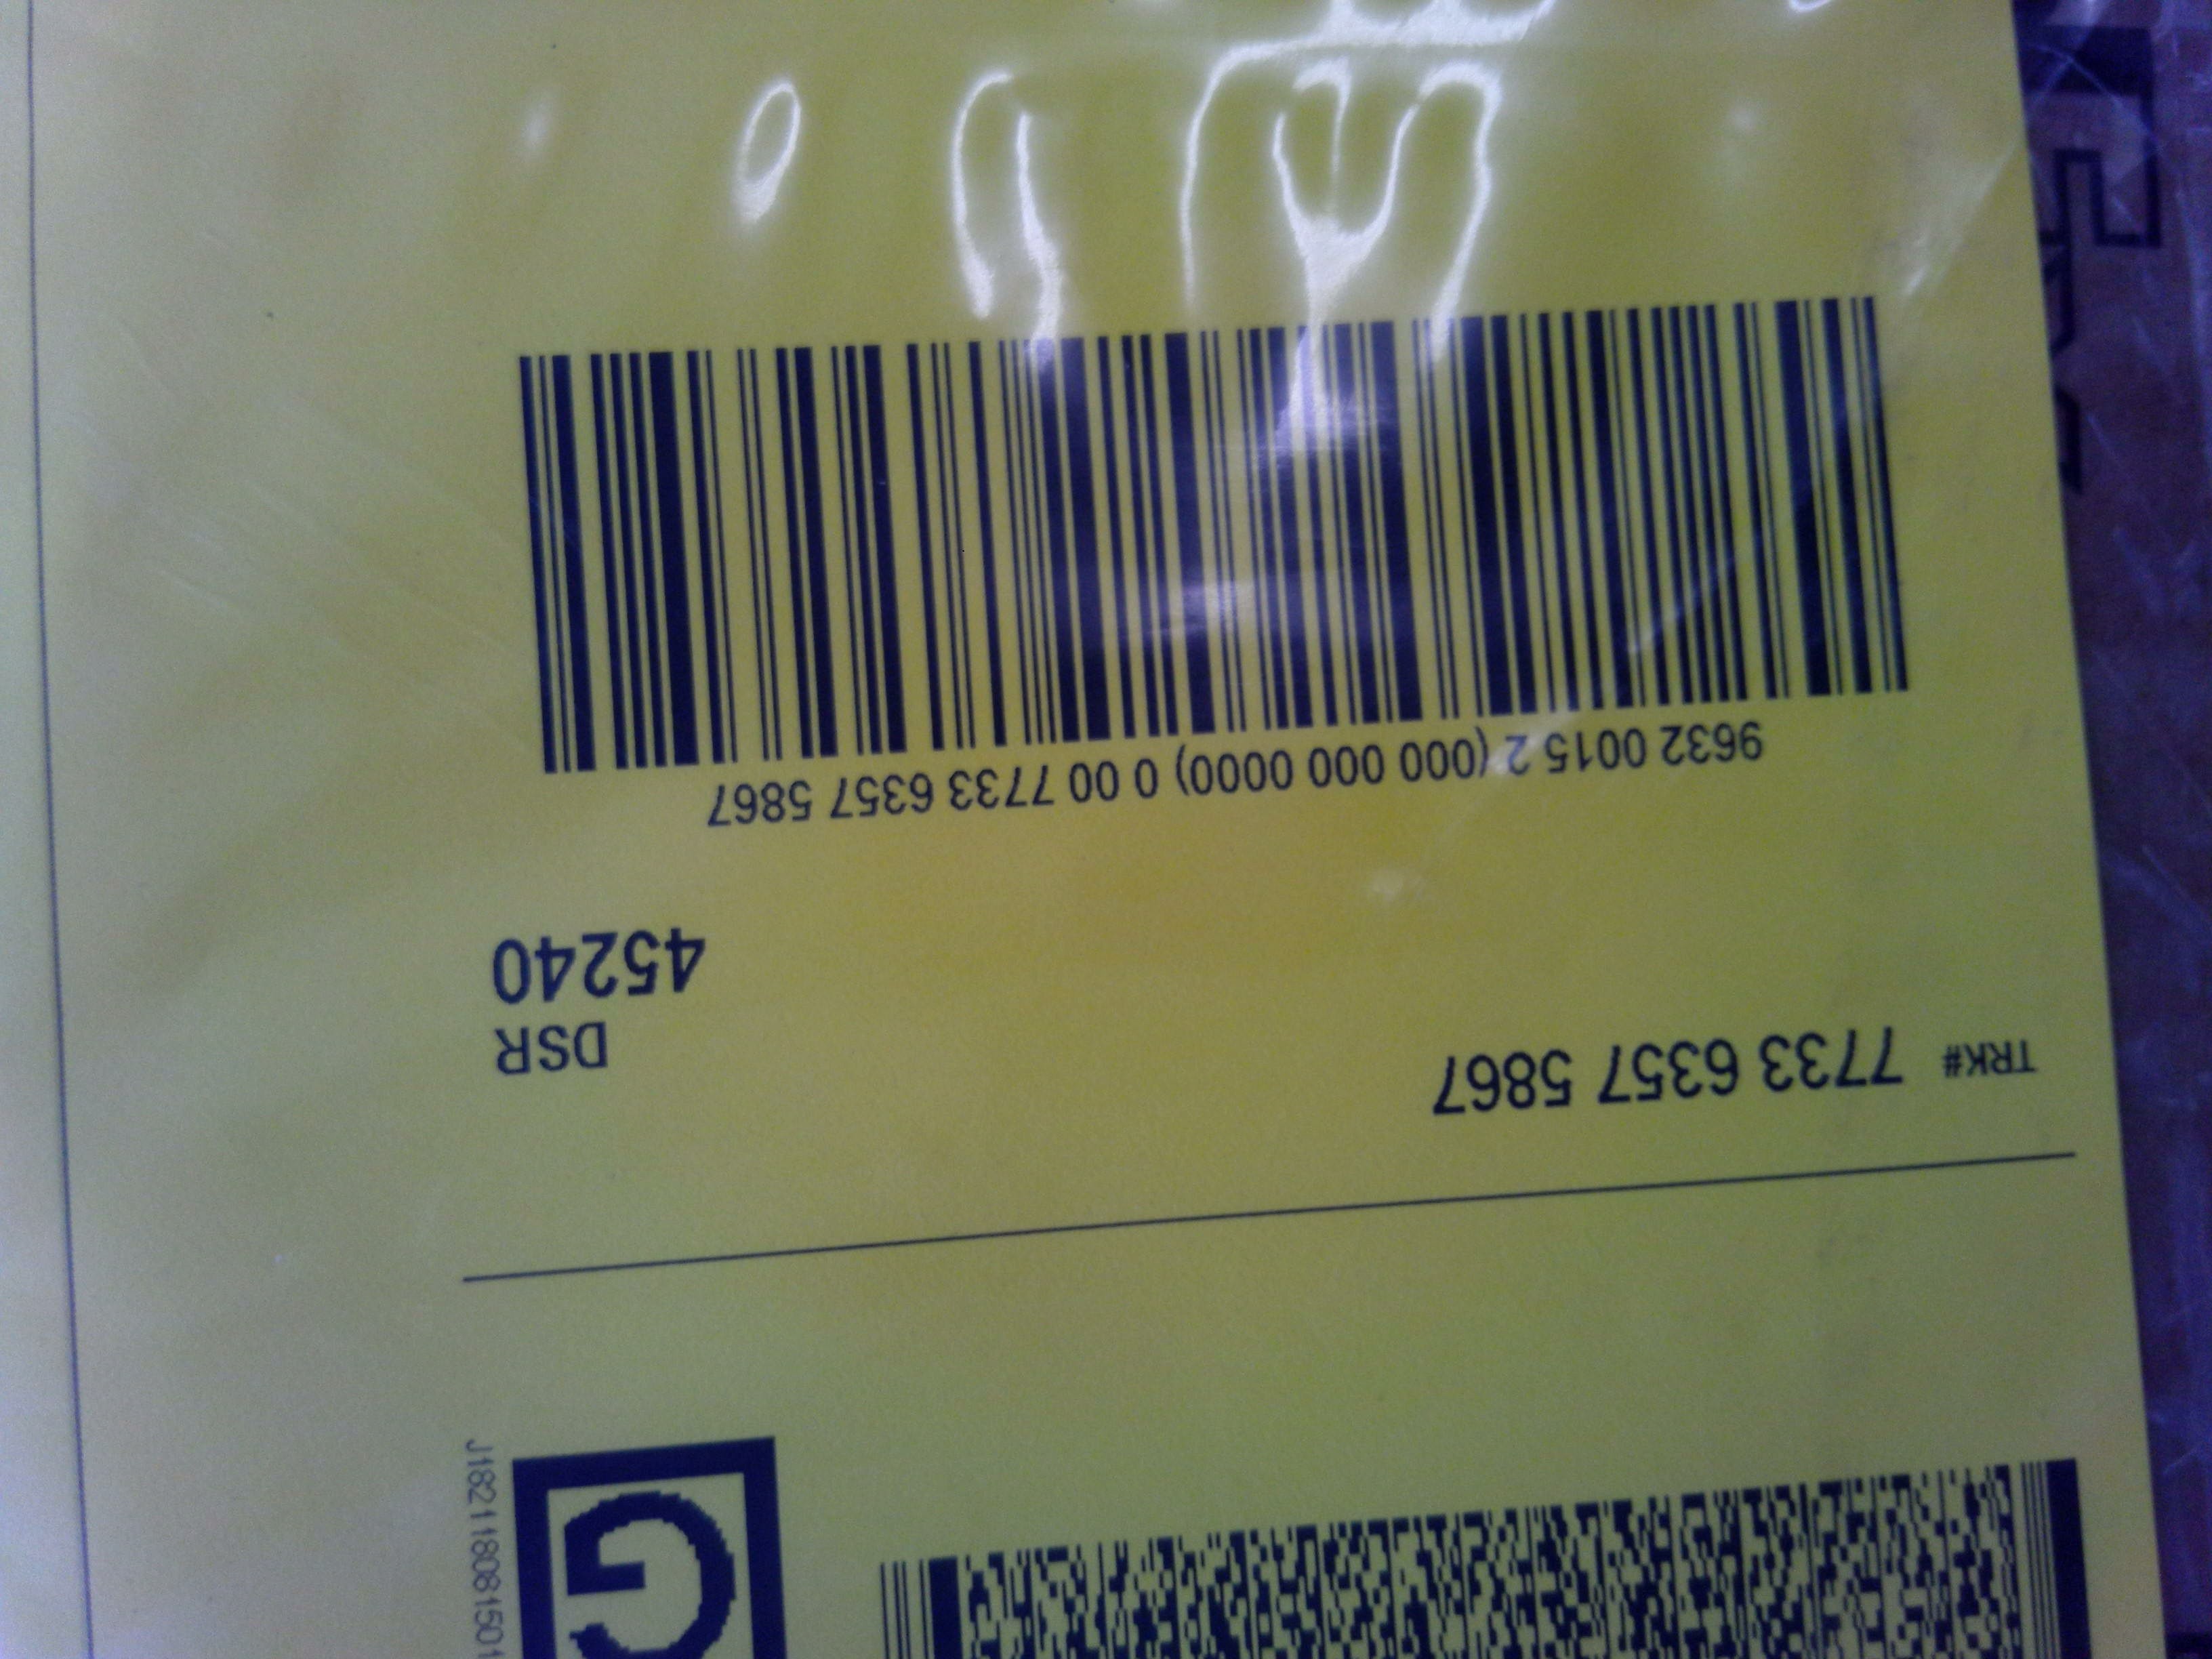 J182118081501
G
TRK# 7733 6357 5867
DSR
45240
9632 0015 2 (000 000 0000) 0 00 7733 6357 5867